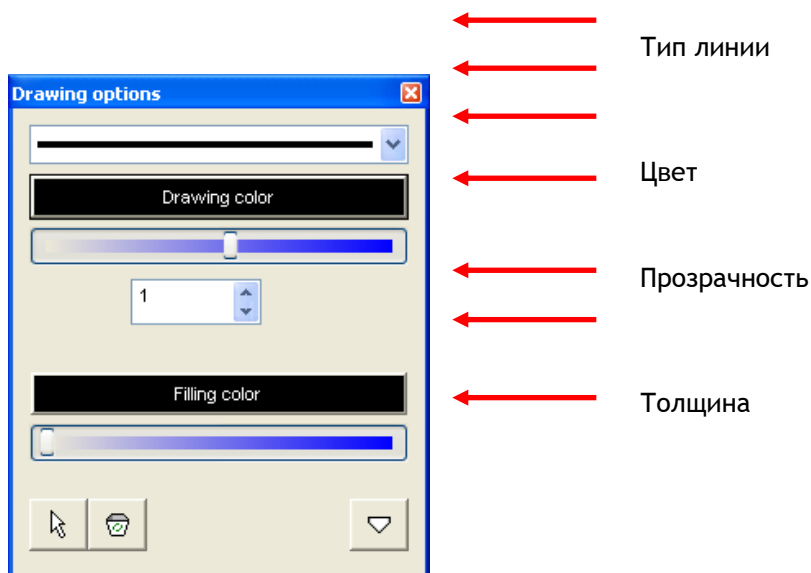 Тип линии
Drawing options
Drawing color
Цвет
1
Прозрачность
Filling color
Толщина